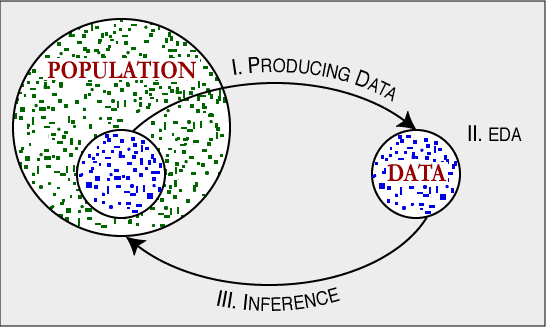 POPULATION
I. PRODUCING DATA
II. EDA
DATA
III. INFERENCE